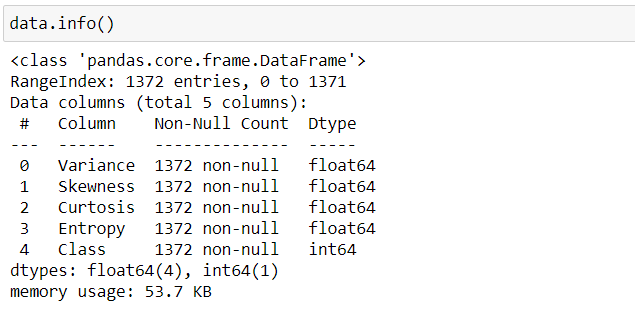 data.info()
<class 'pandas.core.frame.DataFrame'>
RangeIndex: 1372 entries, 0 to 1371
Data columns (total 5 columns):
 #   Column    Non-Null Count  Dtype
---  ------    --------------  -----
 0   Variance  1372 non-null   float64
 1   Skewness  1372 non-null   float64
 2   Curtosis  1372 non-null   float64
 3   Entropy   1372 non-null   float64
 4   Class     1372 non-null   int64
dtypes: float64(4), int64(1)
memory usage: 53.7 KB